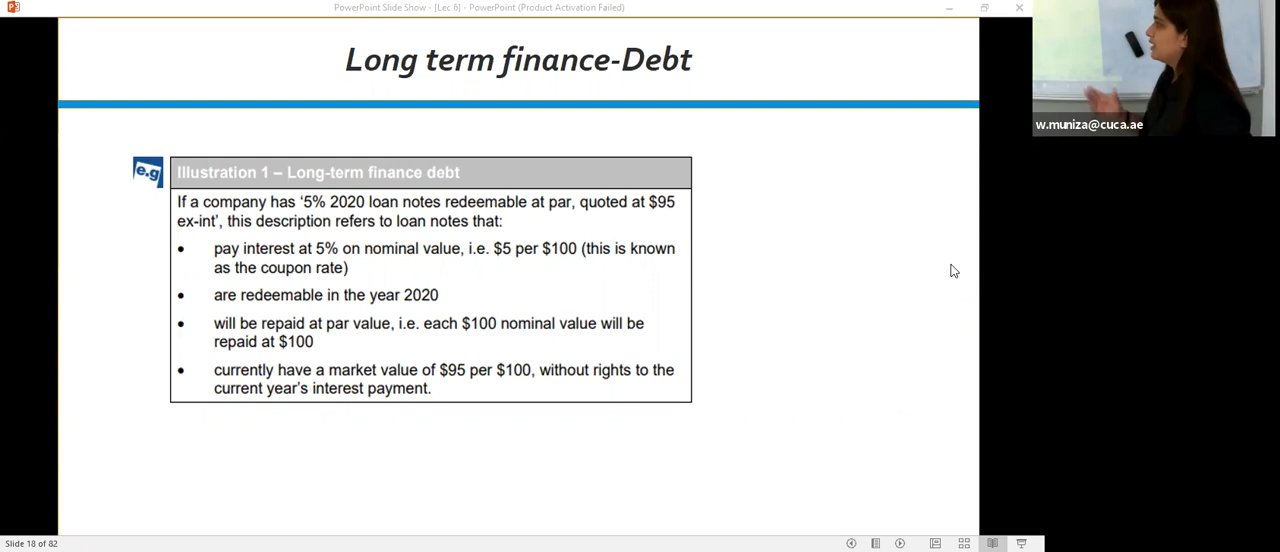 PowerPoint Slide Show - [Lec 6] - PowerPoint (Product Activation Failed)
Long term finance-Debt
w.muniza@cuca.ae
e.g Illustration 1 – Long-term finance debt
If a company has ‘5% 2020 loan notes redeemable at par, quoted at $95
ex-int’, this description refers to loan notes that:
• pay interest at 5% on nominal value, i.e. $5 per $100 (this is known
as the coupon rate)
• are redeemable in the year 2020
• will be repaid at par value, i.e. each $100 nominal value will be
repaid at $100
• currently have a market value of $95 per $100, without rights to the
current year’s interest payment.
Slide 18 of 82